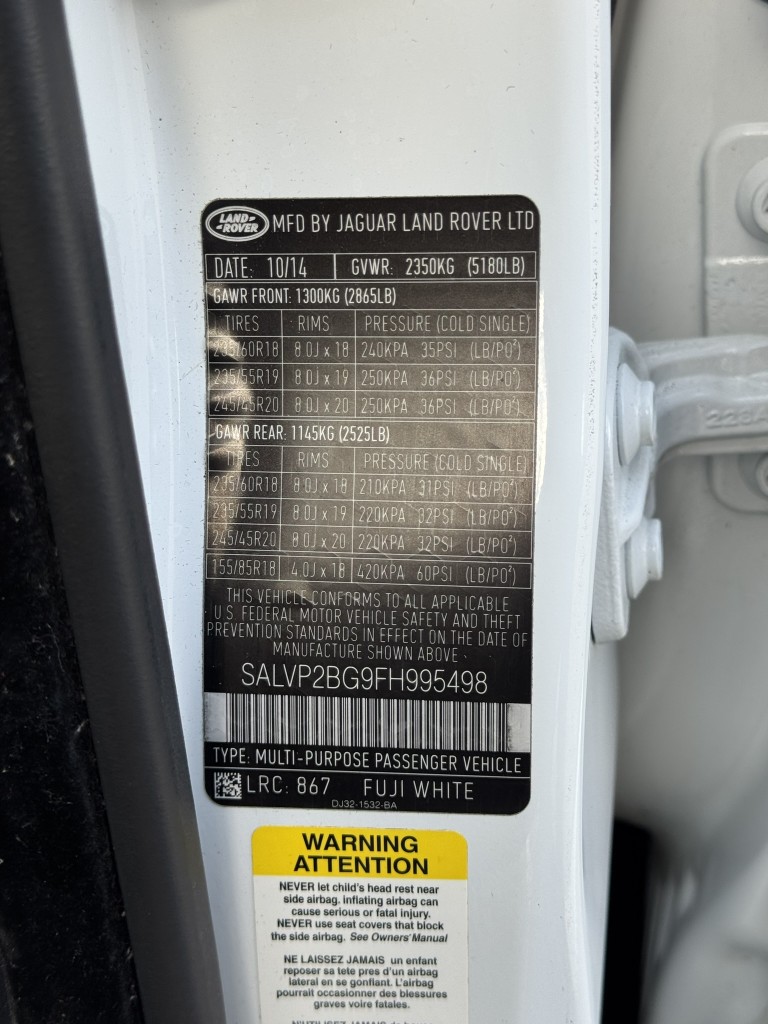 LAND-
-ROVER
MFD BY JAGUAR LAND ROVER LTD
DATE: 10/14 GVWR: 2350KG (5180LB)
GAWR FRONT: 1300KG (2865LB)
TIRES RIMS PRESSURE (COLD SINGLE)
235/60R18 8.0J x 18 240KPA 35PSI (LB/PO²)
235/55R19 8.0J x 19 250KPA 36PSI (LB/PO²)
245/45R20 8.0J x 20 250KPA 36PSI (LB/PO²)
GAWR REAR: 1145KG (2525LB)
TIRES RIMS PRESSURE (COLD SINGLE)
235/60R18 8.0J x 18 210KPA 31PSI (LB/PO²)
235/55R19 8.0J x 19 220KPA 32PSI (LB/PO²)
245/45R20 8.0J x 20 220KPA 32PSI (LB/PO²)
155/85R18 4.0J x 18 420KPA 60PSI (LB/PO²)
THIS VEHICLE CONFORMS TO ALL APPLICABLE
U.S. FEDERAL MOTOR VEHICLE SAFETY AND THEFT
PREVENTION STANDARDS IN EFFECT ON THE DATE OF
MANUFACTURE SHOWN ABOVE .
SALVP2BG9FH995498
TYPE: MULTI-PURPOSE PASSENGER VEHICLE
LRC: 867 FUJI WHITE
DJ32-1532-BA
WARNING
ATTENTION
NEVER let child's head rest near
side airbag. inflating airbag can
cause serious or fatal injury.
NEVER use seat covers that block
the side airbag. See Owners' Manual
NE LAISSEZ JAMAIS un enfant
reposer sa tete pres d'un airbag
lateral en se gonflant. L'airbag
pourrait occasionner des blessures
graves voire fatales.